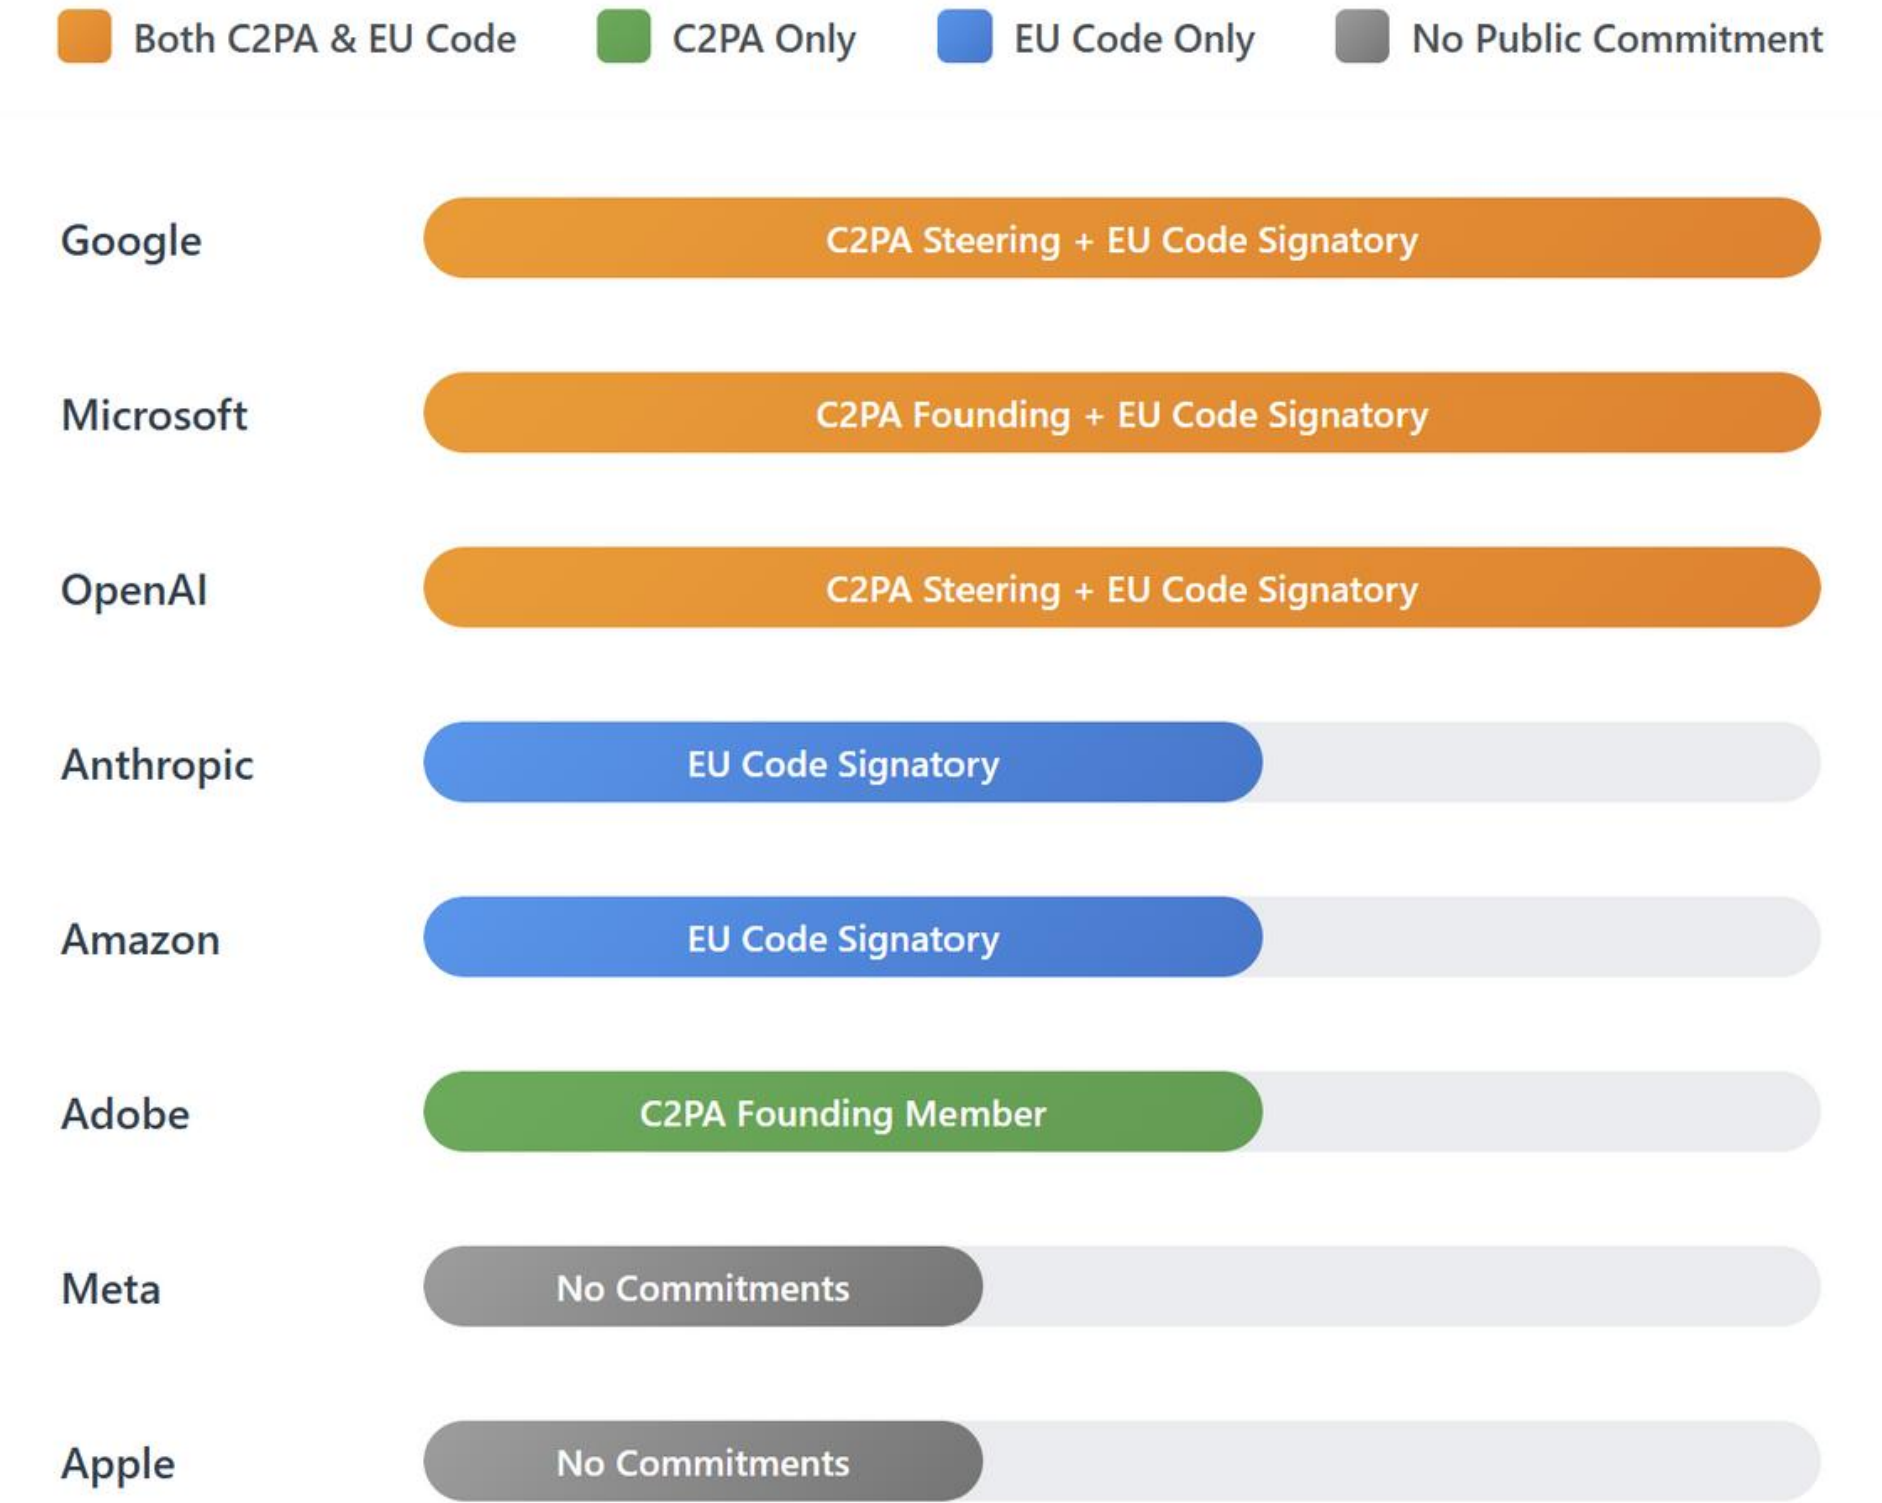 Both C2PA & EU Code C2PA Only EU Code Only No Public Commitment
Google C2PA Steering + EU Code Signatory
Microsoft C2PA Founding + EU Code Signatory
OpenAI C2PA Steering + EU Code Signatory
Anthropic EU Code Signatory
Amazon EU Code Signatory
Adobe C2PA Founding Member
Meta No Commitments
Apple No Commitments